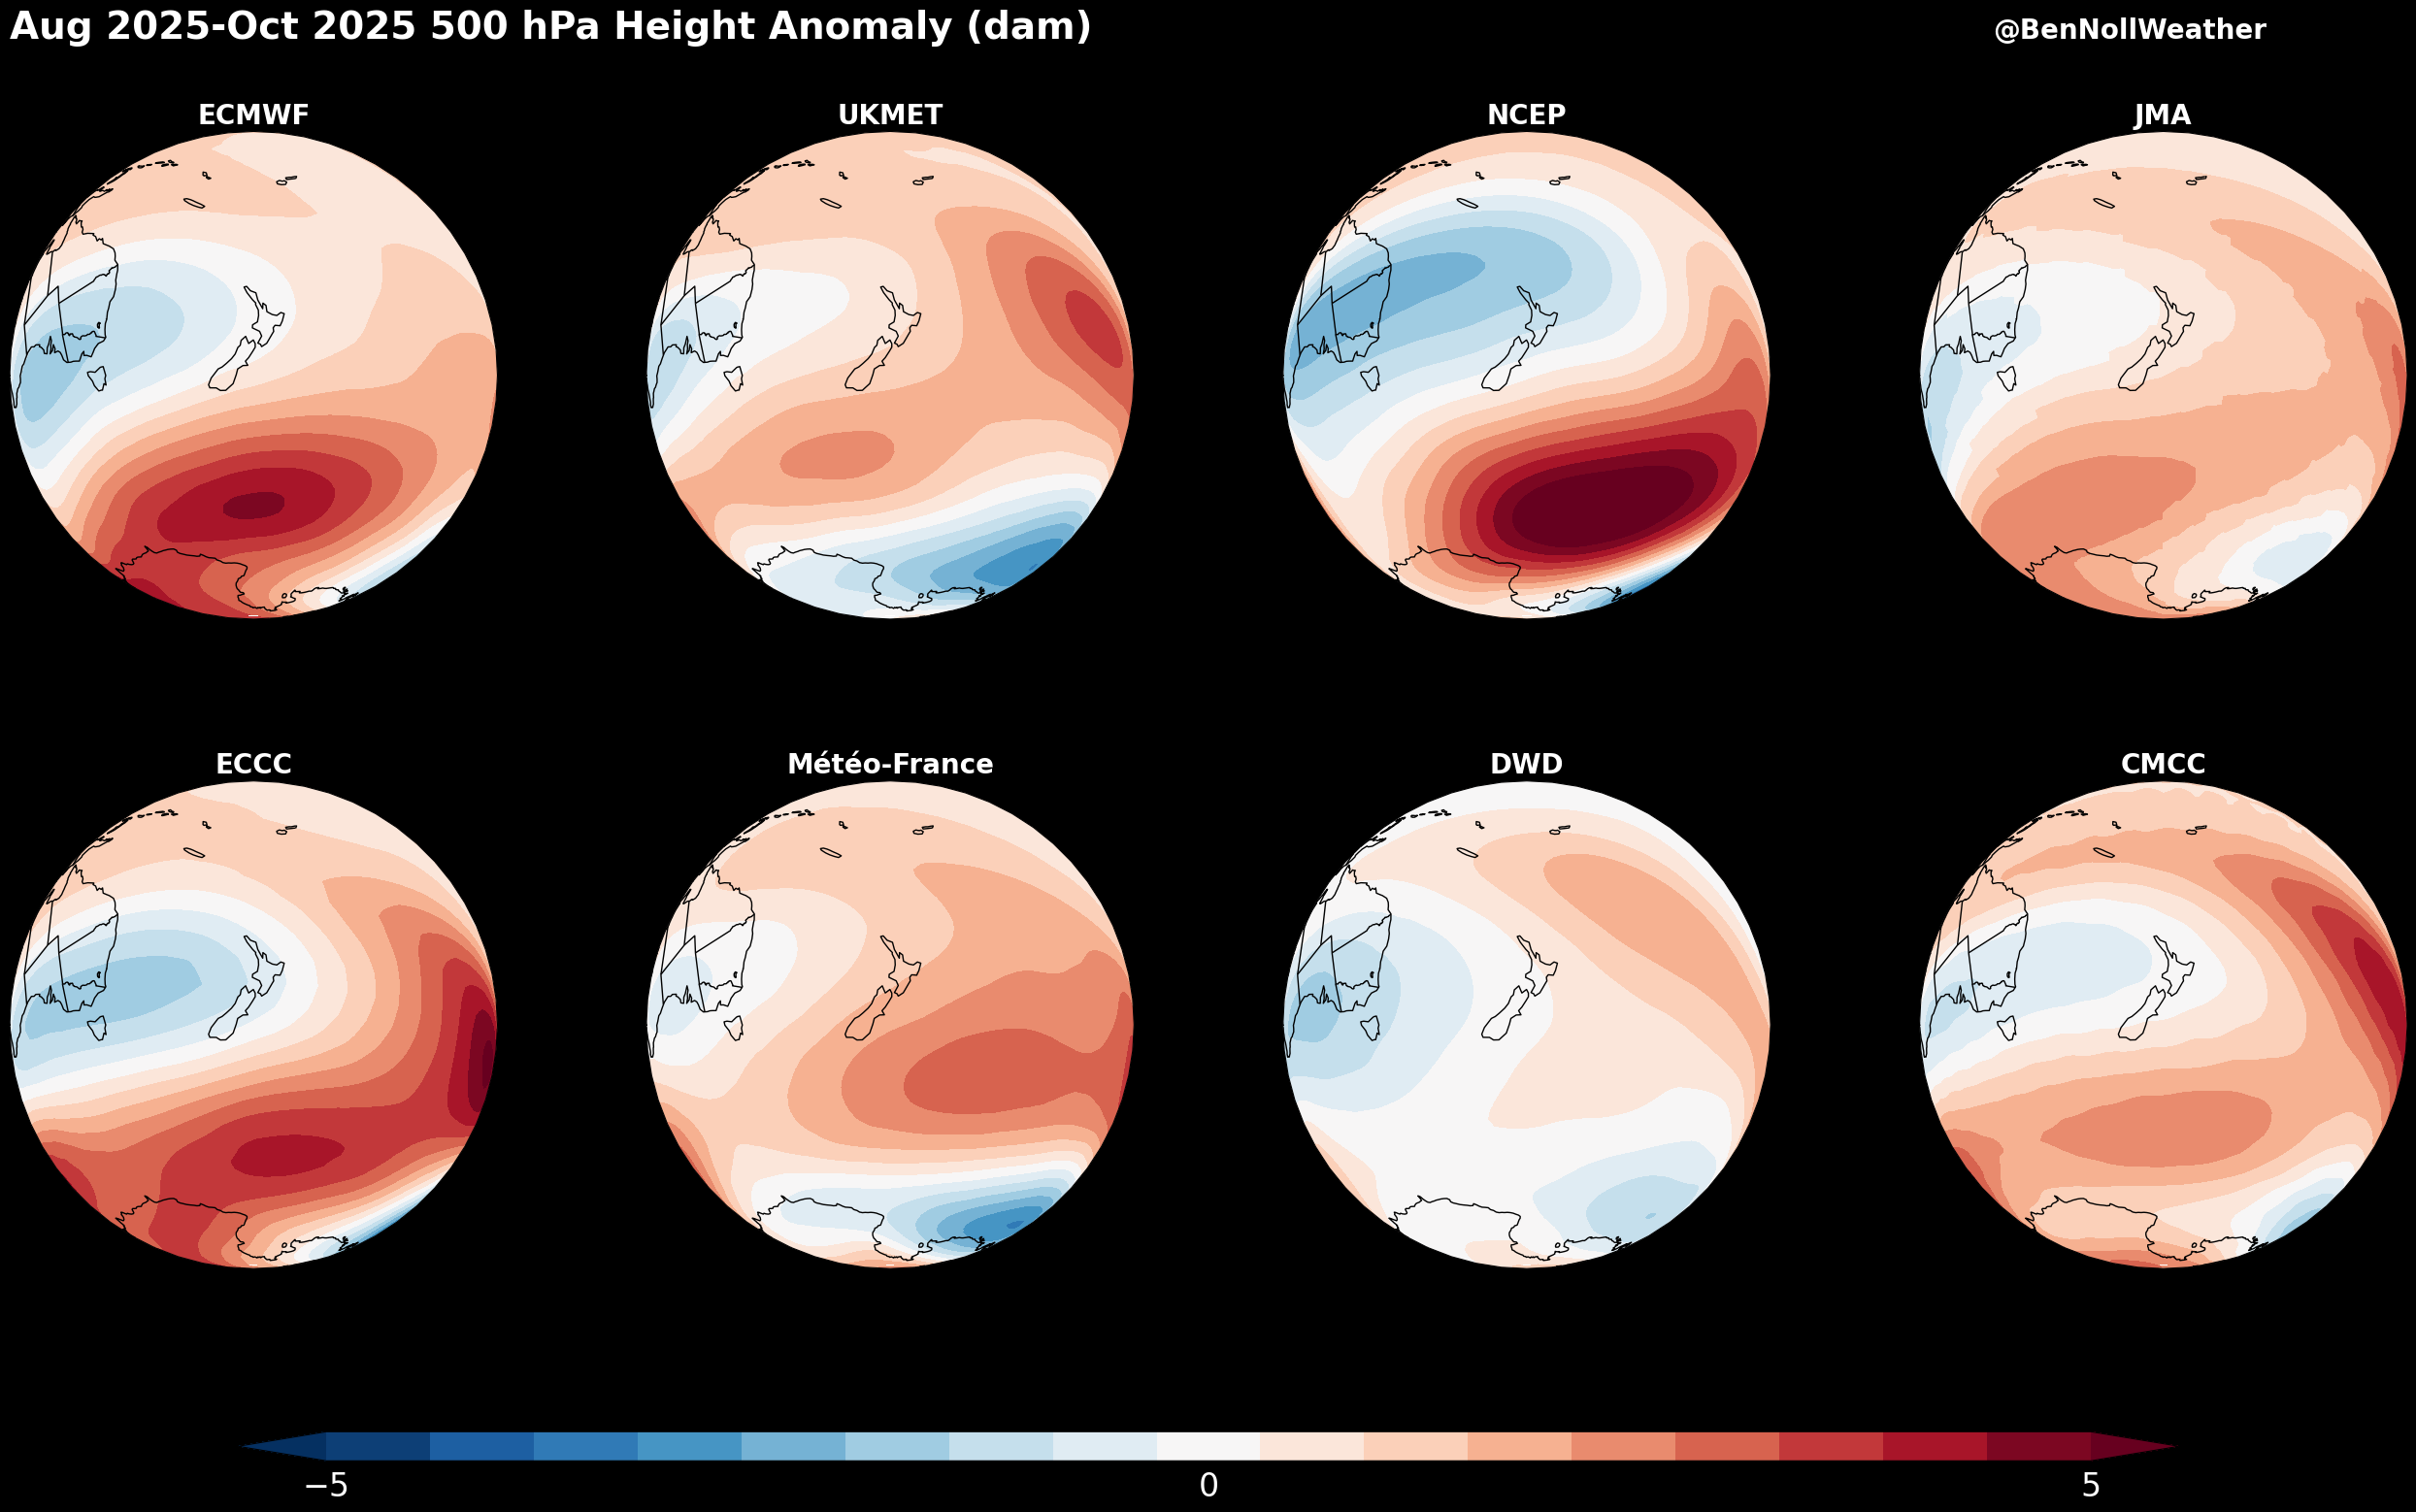 Aug 2025-Oct 2025 500 hPa Height Anomaly (dam)
@BenNollWeather
ECMWF
UKMET
NCEP
JMA
ECCC
Météo-France
DWD
CMCC
−5
0
5